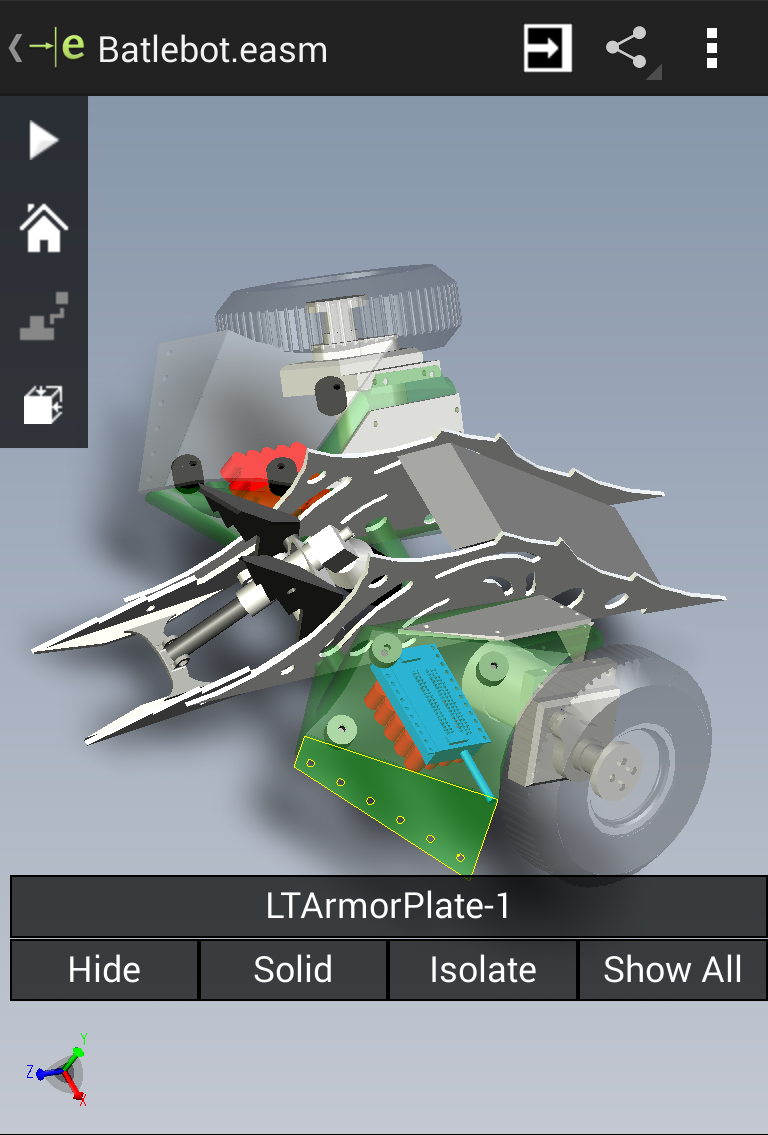 e Batlebot.easm
LTArmorPlate-1
Hide Solid Isolate Show All
Y
Z
X